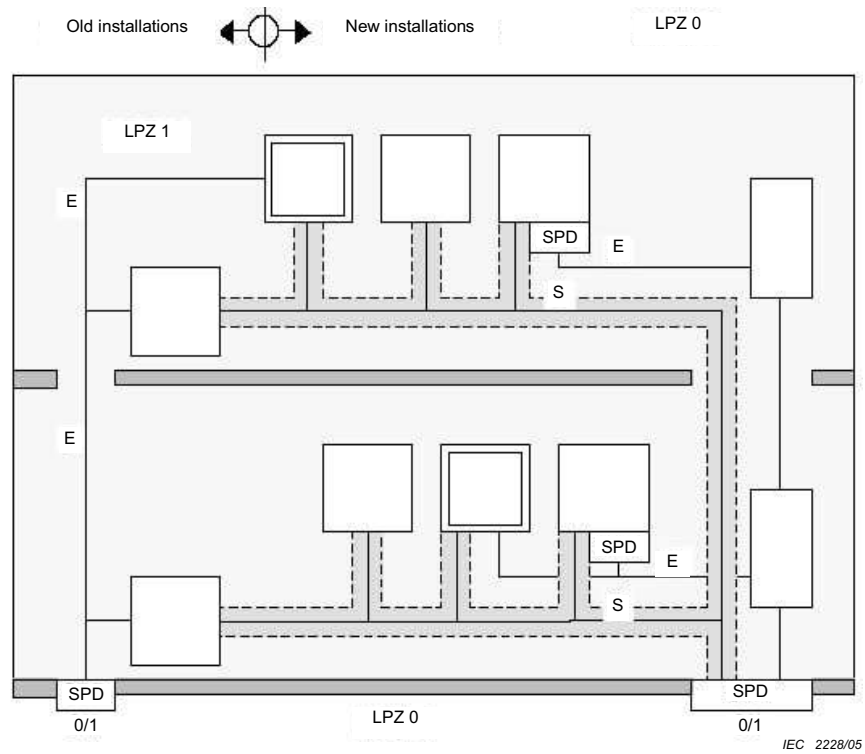 Old installations
New installations
LPZ 0
LPZ 1
E
SPD
E
S
E
SPD
E
S
SPD
SPD
0/1
LPZ 0
0/1
IEC 2228/05